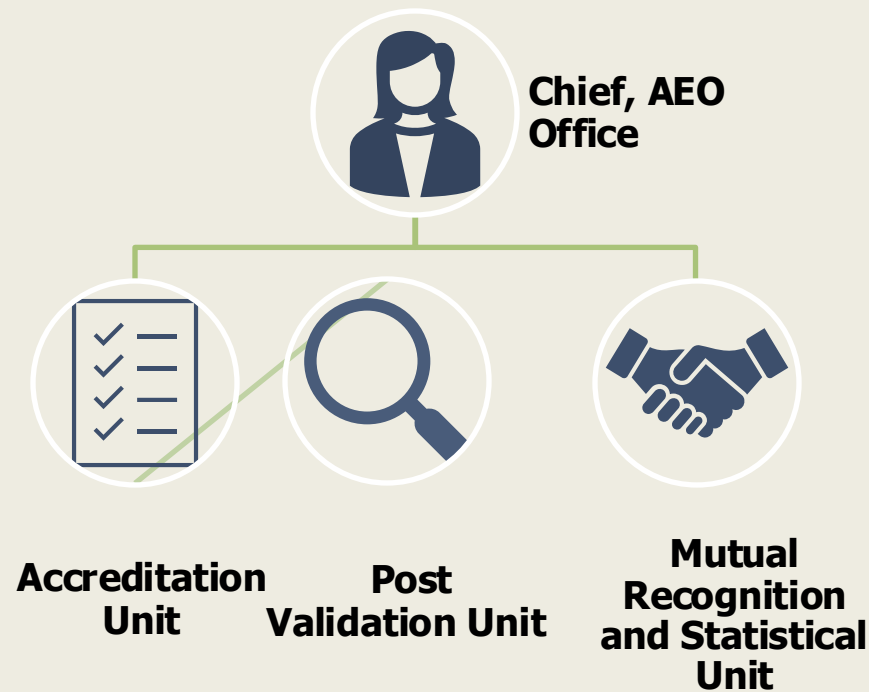 Chief, AEO
Office
Accreditation
Unit
Post
Validation Unit
Mutual
Recognition
and Statistical
Unit